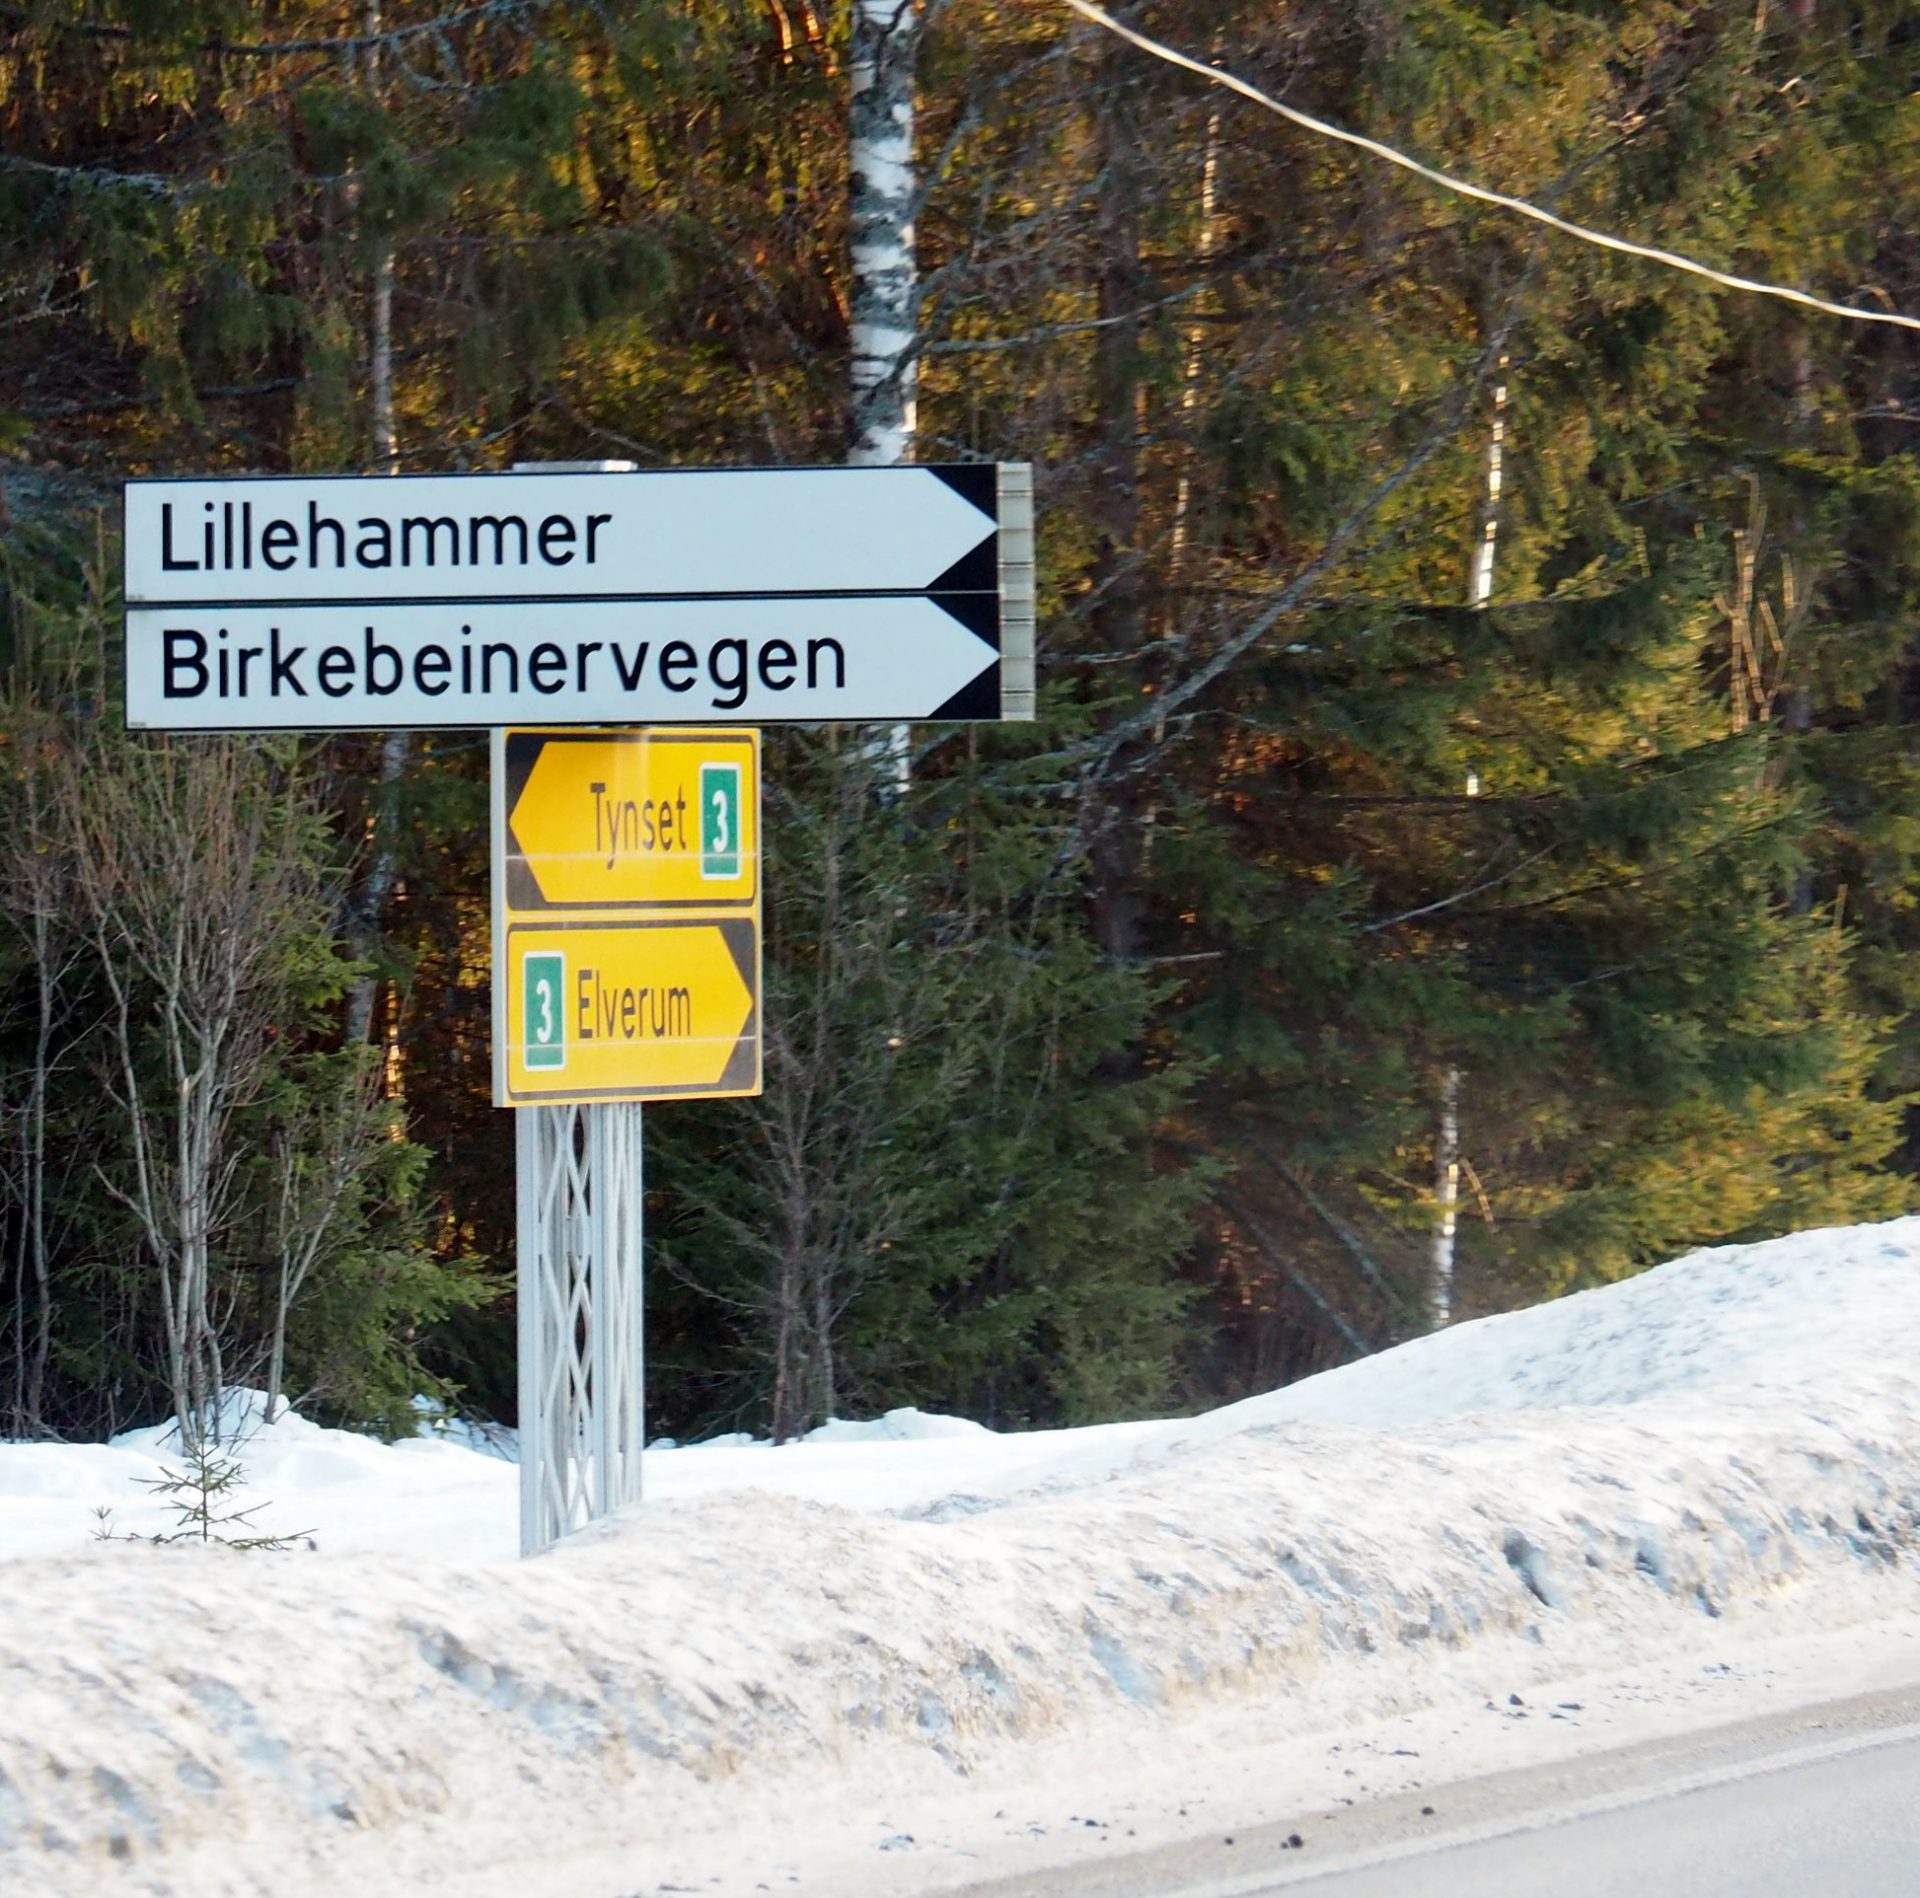 Lillehammer
Birkebeinervegen
Tynset 3
3 Elverum